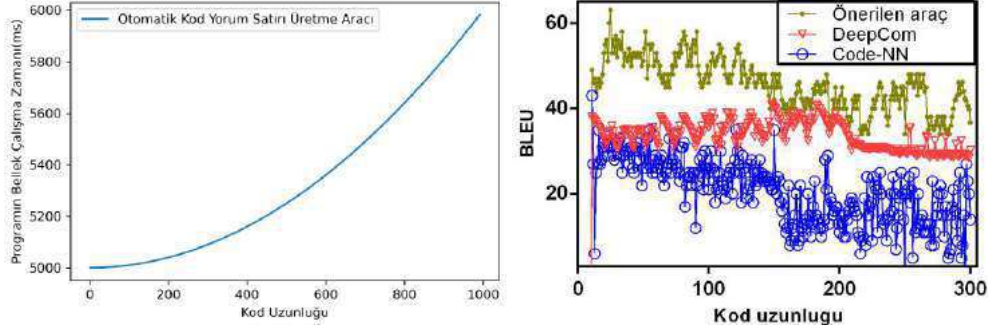 Otomatik Kod Yorum Satırı Üretme Aracı
Programın Bellek Çalışma Zamanı(ms)
6000
5800
5600
5400
5200
5000
0 200 400 600 800 1000
Kod Uzunluğu
Önerilen araç
DeepCom
Code-NN
BLEU
60
40
20
0 100 200 300
Kod uzunlugu